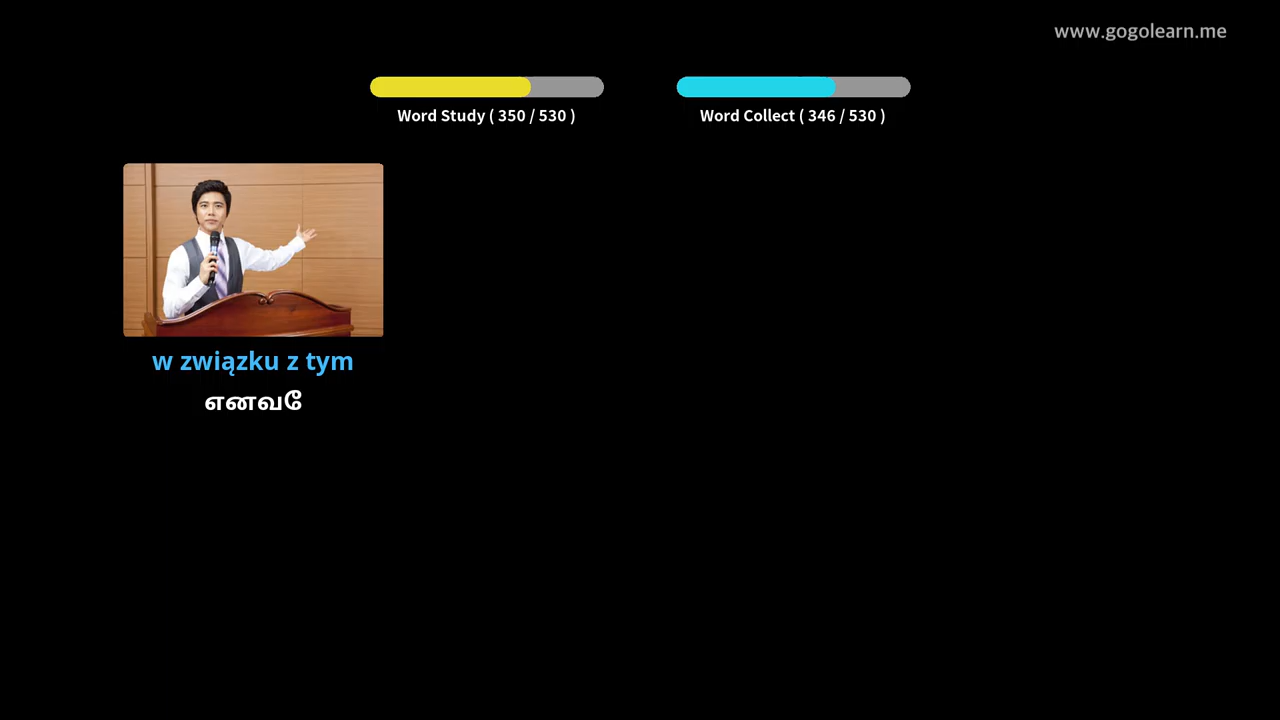 www.gogolearn.me
Word Study ( 350 / 530 )
Word Collect ( 346 / 530 )
w związku z tym
எனவே